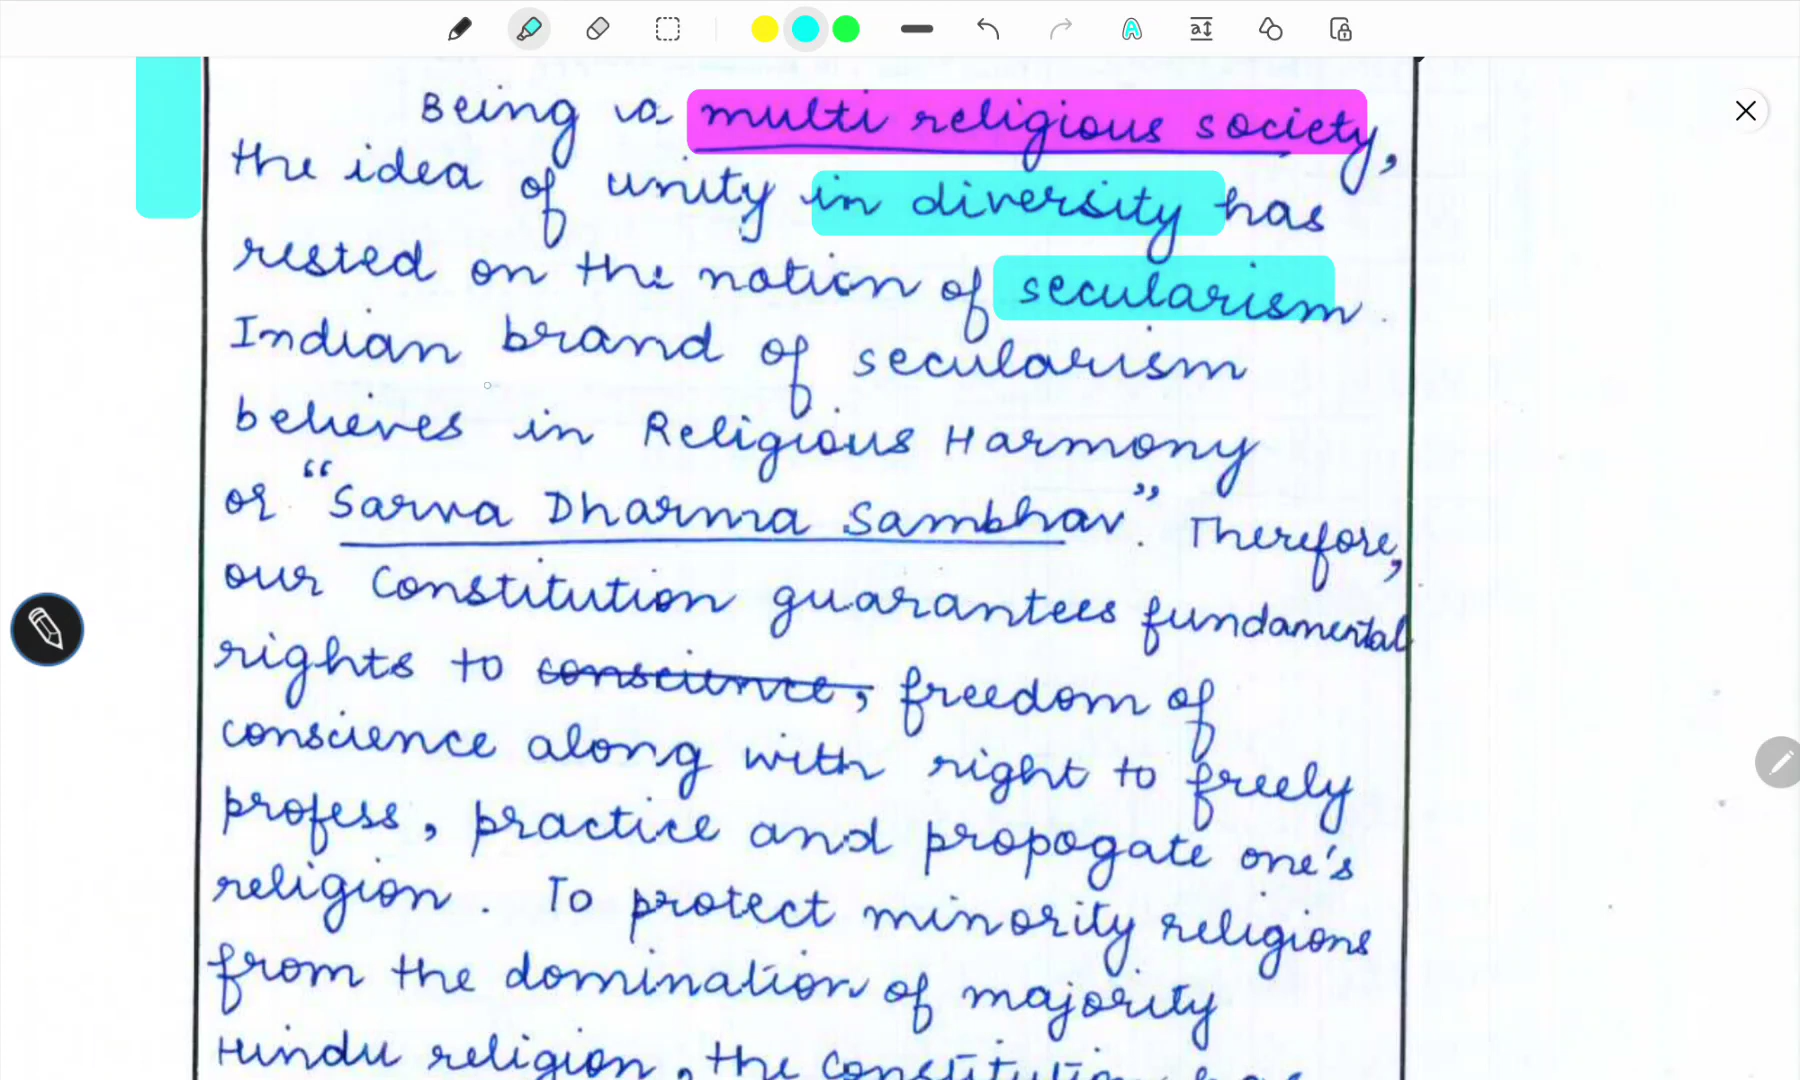 Being a multi religious society,
the idea of unity in diversity has
rested on the notion of secularism.
Indian brand of secularism
believes in Religious Harmony
or "Sarva Dharma Sambhav". Therefore,
our Constitution guarantees fundamental
rights to conscience, freedom of
conscience along with right to freely
profess, practice and propogate one's
religion. To protect minority religions
from the domination of majority
Hindu religion, the constitution has